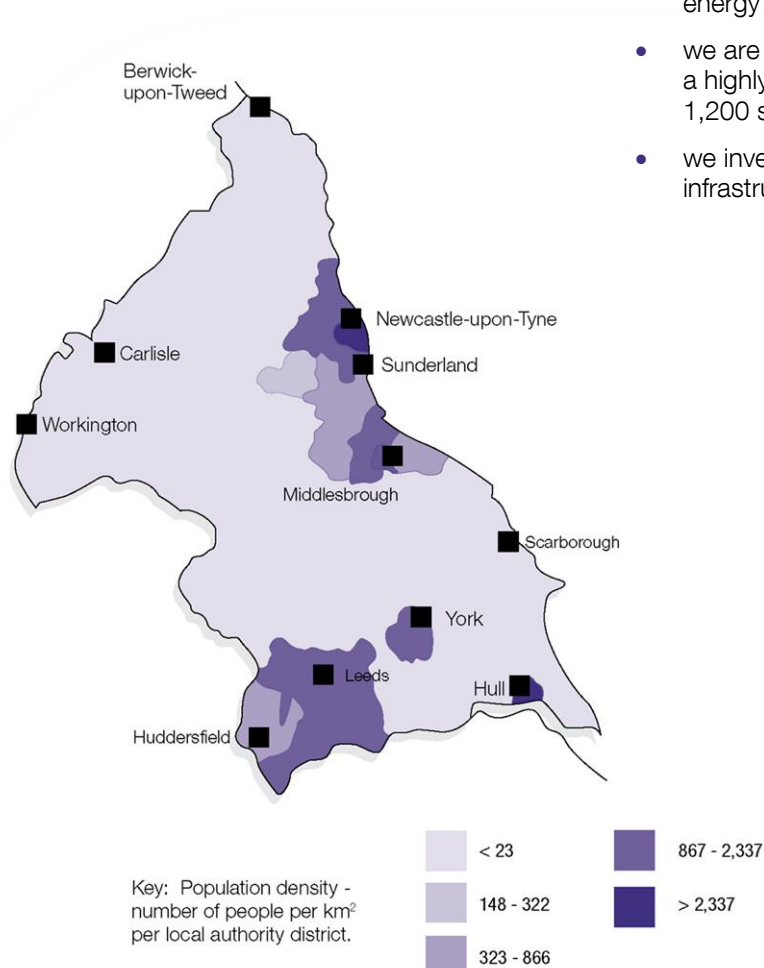 energy
• we are
a highly
1,200 s
• we inve
infrastru
Berwick-
upon-Tweed
Newcastle-upon-Tyne
Carlisle
Sunderland
Workington
Middlesbrough
Scarborough
York
Leeds
Hull
Huddersfield
Key: Population density -
number of people per km²
per local authority district.
< 23
148 - 322
323 - 866
867 - 2,337
> 2,337